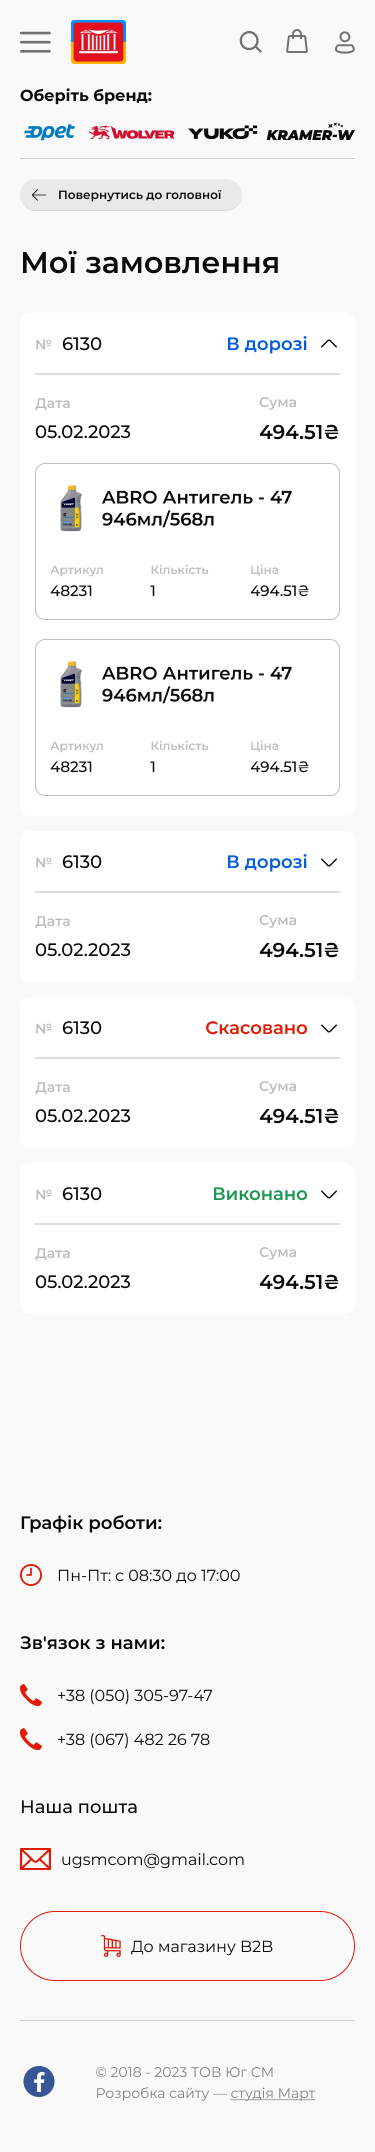 Оберіть бренд:
Opet WOLVER YUKO KRAMER-W
Повернутись до головної
Мої замовлення
№ 6130 В дорозі
Дата Сума
05.02.2023 494.51₴
ABRO Антигель - 47
946мл/568л
Артикул Кількість Ціна
48231 1 494.51₴
ABRO Антигель - 47
946мл/568л
Артикул Кількість Ціна
48231 1 494.51₴
№ 6130 В дорозі
Дата Сума
05.02.2023 494.51₴
№ 6130 Скасовано
Дата Сума
05.02.2023 494.51₴
№ 6130 Виконано
Дата Сума
05.02.2023 494.51₴
Графік роботи:
Пн-Пт: с 08:30 до 17:00
Зв'язок з нами:
+38 (050) 305-97-47
+38 (067) 482 26 78
Наша пошта
ugsmcom@gmail.com
До магазину B2B
© 2018 - 2023 ТОВ Юг СМ
Розробка сайту — студія Март